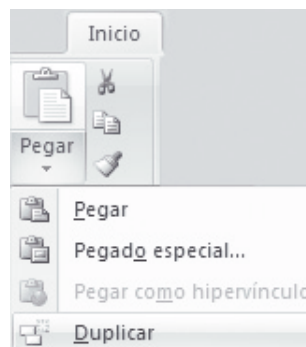 Inicio
Pegar
Pegar
Pegado especial...
Pegar como hipervínculo
Duplicar